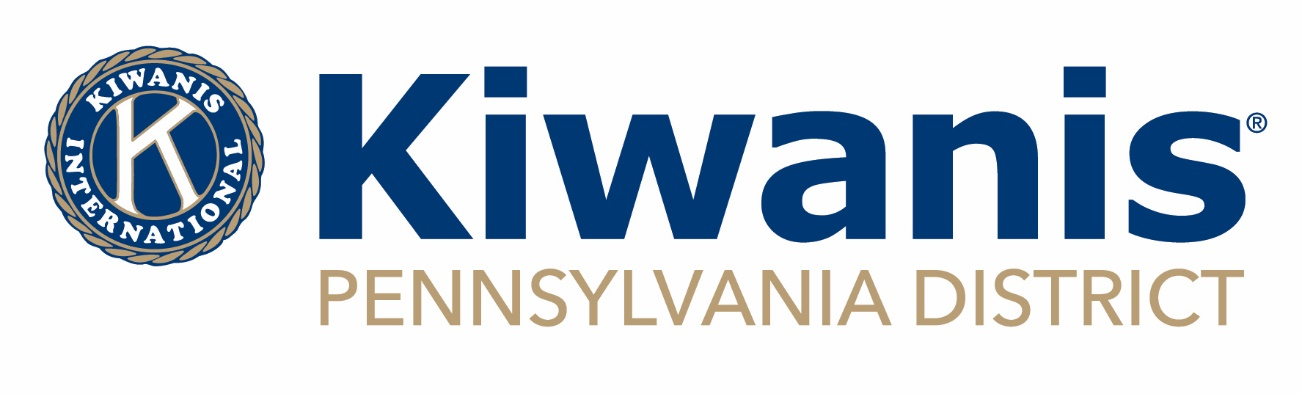 KIWANIS
K
INTERNATIONAL
Kiwanis®
PENNSYLVANIA DISTRICT